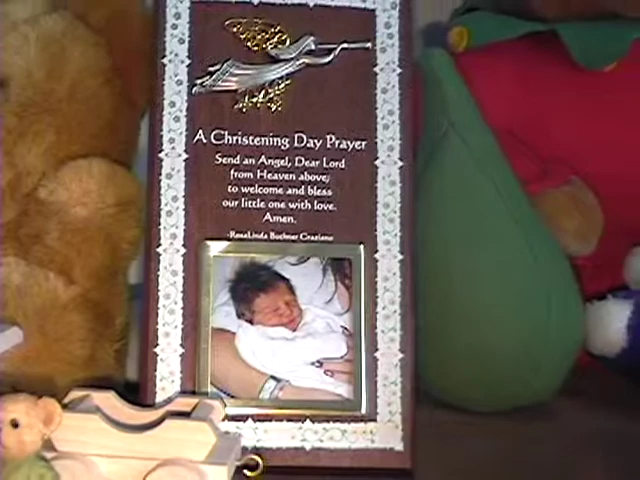 A Christening Day Prayer
Send an Angel, Dear Lord
from Heaven above,
to welcome and bless
our little one with love.
Amen.
-RosaLinda Buchner Graziano